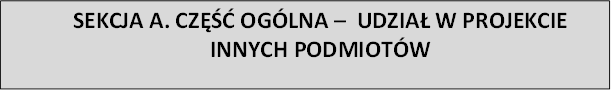 SEKCJA A. CZĘŚĆ OGÓLNA – UDZIAŁ W PROJEKCIE
INNYCH PODMIOTÓW